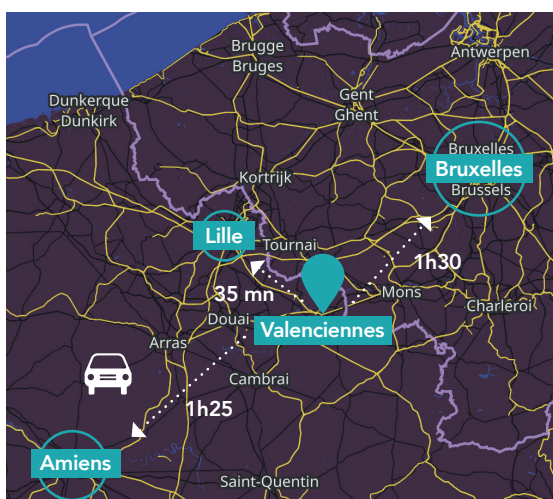 Brugge
Bruges
Antwerpen
Dunkerque
Dunkirk
Gent
Ghent
Bruxelles
Bruxelles
Brussels
Kortrijk
Lille
Tournai
1h30
35 mn
Mons
Charleroi
Douai
Valenciennes
Arras
Cambrai
1h25
Amiens
Saint-Quentin